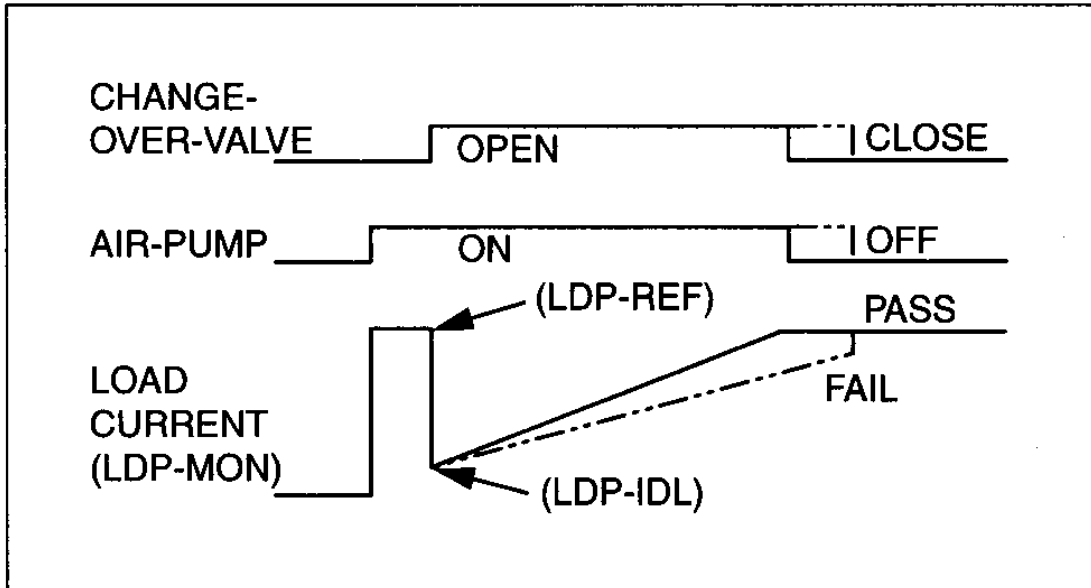 CHANGE-
OVER-VALVE
OPEN
CLOSE
AIR-PUMP
ON
OFF
(LDP-REF)
PASS
LOAD
CURRENT
(LDP-MON)
FAIL
(LDP-IDL)